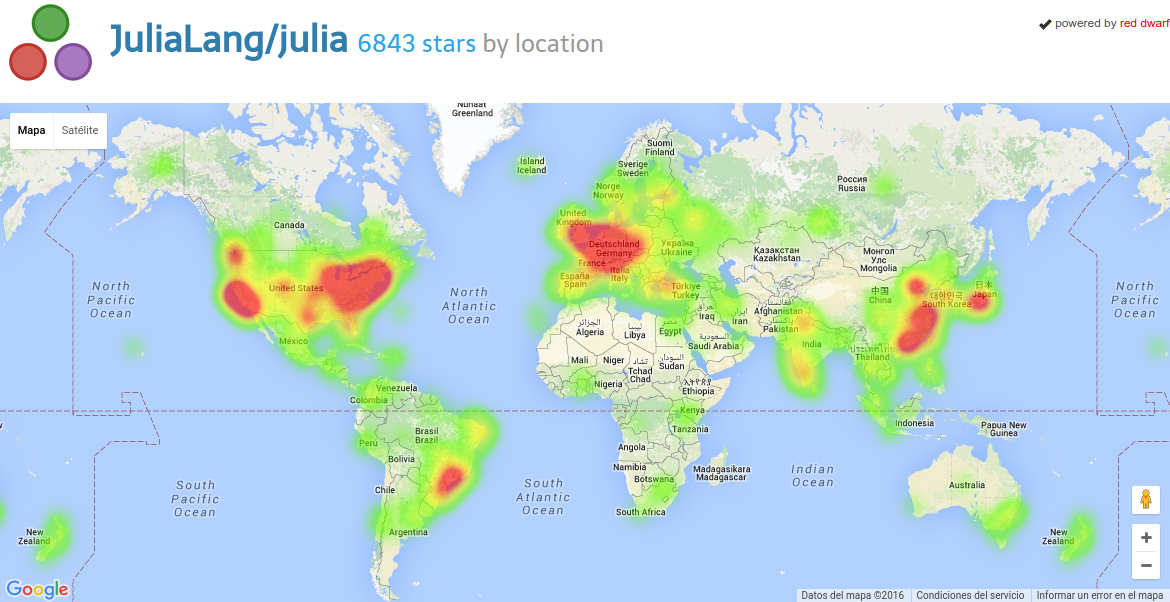 JuliaLang/julia 6843 stars by location
powered by red dwarf
Mapa
Satélite
Nunaat
Greenland
Ísland
Iceland
Suomi
Finland
Sverige
Sweden
Norge
Norway
Россия
Russia
Canada
United
Kingdom
Deutschland
Germany
Україна
Ukraine
Қазақстан
Kazakhstan
Монгол
Улс
Mongolia
France
Italia
Italy
España
Spain
Türkiye
Turkey
United States
North
Pacific
Ocean
North
Atlantic
Ocean
中国
China
대한민국
South Korea
日本
Japan
North
Pacific
Ocean
العراق
Iraq
ایران
Iran
افغانستان
Afghanistan
پاکستان
Pakistan
الجزائر
Algeria
ليبيا
Libya
مصر
Egypt
السعودية
Saudi Arabia
México
India
ประเทศไทย
Thailand
Mali
Niger
تشاد
Tchad
Chad
السودان
Sudan
Nigeria
ኢትዮጵያ
Ethiopia
Venezuela
Colombia
Kenya
Tanzania
Indonesia
Papua New
Guinea
Brasil
Brazil
Perú
Bolivia
Angola
Namibia
Botswana
Madagasikara
Madagascar
Indian
Ocean
Australia
South
Pacific
Ocean
Chile
South
Atlantic
Ocean
South Africa
Argentina
New
Zealand
New
Zealand
Google
Datos del mapa ©2016
Condiciones del servicio
Informar un error en el mapa